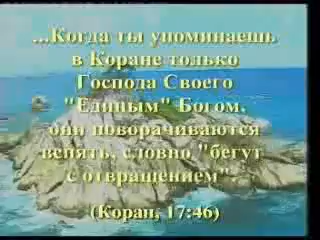 ...Когда ты упоминаешь
в Коране только
Господа Своего
"Единым" Богом,
они поворачиваются
вспять, словно "бегут
с отвращением"
(Коран, 17:46)